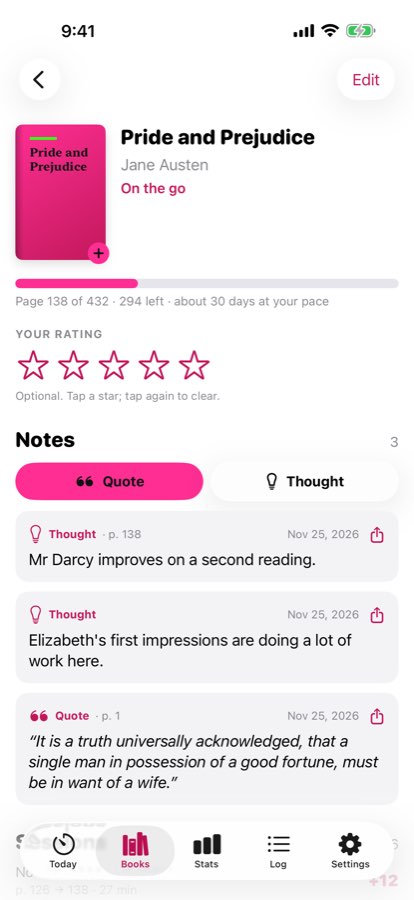 9:41
Edit
Pride and
Prejudice
Pride and Prejudice
Jane Austen
On the go
Page 138 of 432 · 294 left · about 30 days at your pace
YOUR RATING
Optional. Tap a star; tap again to clear.
Notes
3
Quote
Thought
Thought · p. 138
Nov 25, 2026
Mr Darcy improves on a second reading.
Thought
Nov 25, 2026
Elizabeth's first impressions are doing a lot of
work here.
Quote · p. 1
Nov 25, 2026
“It is a truth universally acknowledged, that a
single man in possession of a good fortune, must
be in want of a wife.”
Today
Books
Stats
Log
Settings
p. 126 → 138 · 27 min
+12